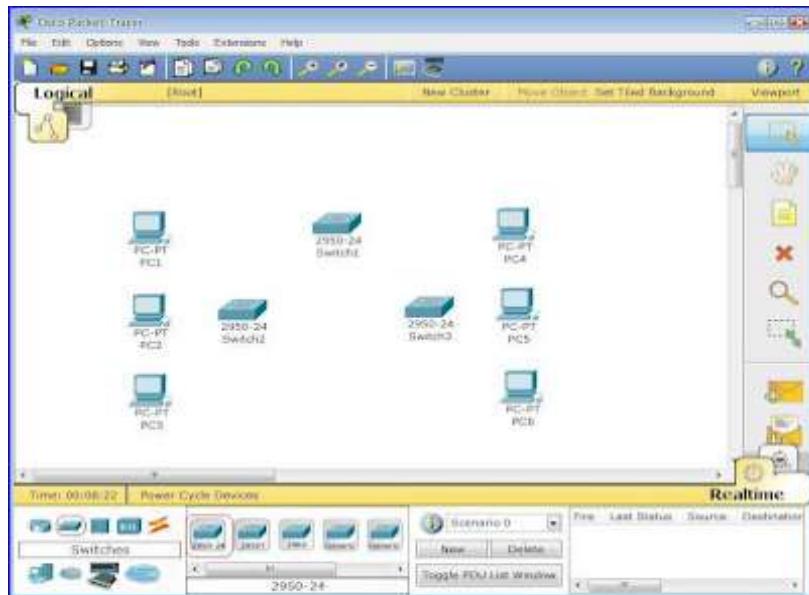 Cisco Packet Tracer
File Edit Options View Tools Extensions Help
Logical [Root] New Cluster Move Object Set Tiled Background Viewport
PC-PT
PC1
2950-24
Switch1
PC-PT
PC4
PC-PT
PC2
2950-24
Switch2
2950-24
Switch3
PC-PT
PC5
PC-PT
PC3
PC-PT
PC6
Time: 00:08:22 Power Cycle Devices Realtime
Scenario 0
Fire Last Status Source Destination
Switches
2950-24
New Delete
Toggle PDU List Window
2950-24